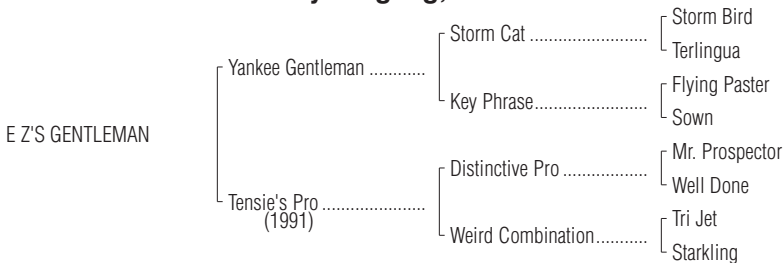 Storm Bird
Storm Cat ........................
Terlingua
Yankee Gentleman ............
Flying Paster
Key Phrase.......................
Sown
E Z'S GENTLEMAN
Mr. Prospector
Distinctive Pro .................
Well Done
Tensie's Pro .....................
(1991)
Tri Jet
Weird Combination...........
Starkling